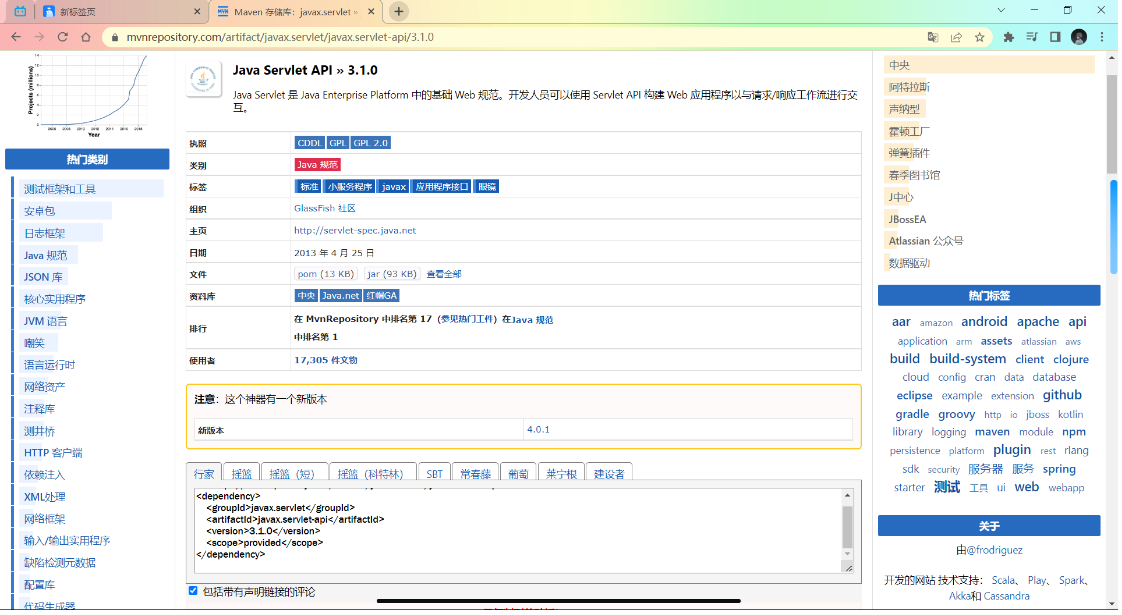 新标签页
Maven 存储库：javax.servlet »
mvnrepository.com/artifact/javax.servlet/javax.servlet-api/3.1.0
Projects (millions)
Year
热门类别
测试框架和工具
安卓包
日志框架
Java 规范
JSON 库
核心实用程序
JVM 语言
嘲笑
语言运行时
网络资产
注释库
测井桥
HTTP 客户端
依赖注入
XML处理
网络框架
输入/输出实用程序
缺陷检测元数据
配置库
代码生成器
Java Servlet API » 3.1.0
Java Servlet 是 Java Enterprise Platform 中的基础 Web 规范。开发人员可以使用 Servlet API 构建 Web 应用程序以与请求/响应工作流进行交
互。
执照 CDDL GPL GPL 2.0
类别 Java 规范
标签 标准 小服务程序 javax 应用程序接口 眼镜
组织 GlassFish 社区
主页 http://servlet-spec.java.net
日期 2013 年 4 月 25 日
文件 pom (13 KB) jar (93 KB) 查看全部
资料库 中央 Java.net 红帽GA
排行 在 MvnRepository 中排名第 17（参见热门工件）在Java 规范
中排名第 1
使用者 17,305 件文物
注意：这个神器有一个新版本
新版本 4.0.1
行家 摇篮 摇篮（短） 摇篮（科特林） SBT 常春藤 葡萄 莱宁根 建设者
<dependency>
<groupId>javax.servlet</groupId>
<artifactId>javax.servlet-api</artifactId>
<version>3.1.0</version>
<scope>provided</scope>
</dependency>
包括带有声明链接的评论
中央
阿特拉斯
声纳型
霍顿工厂
弹簧插件
春季图书馆
J中心
JBossEA
Atlassian 公众号
数据驱动
热门标签
aar amazon android apache api
application arm assets atlassian aws
build build-system client clojure
cloud config cran data database
eclipse example extension github
gradle groovy http io jboss kotlin
library logging maven module npm
persistence platform plugin rest rlang
sdk security 服务器 服务 spring
starter 测试 工具 ui web webapp
关于
由@frodriguez
开发的网站 技术支持： Scala、 Play、 Spark、
Akka和 Cassandra